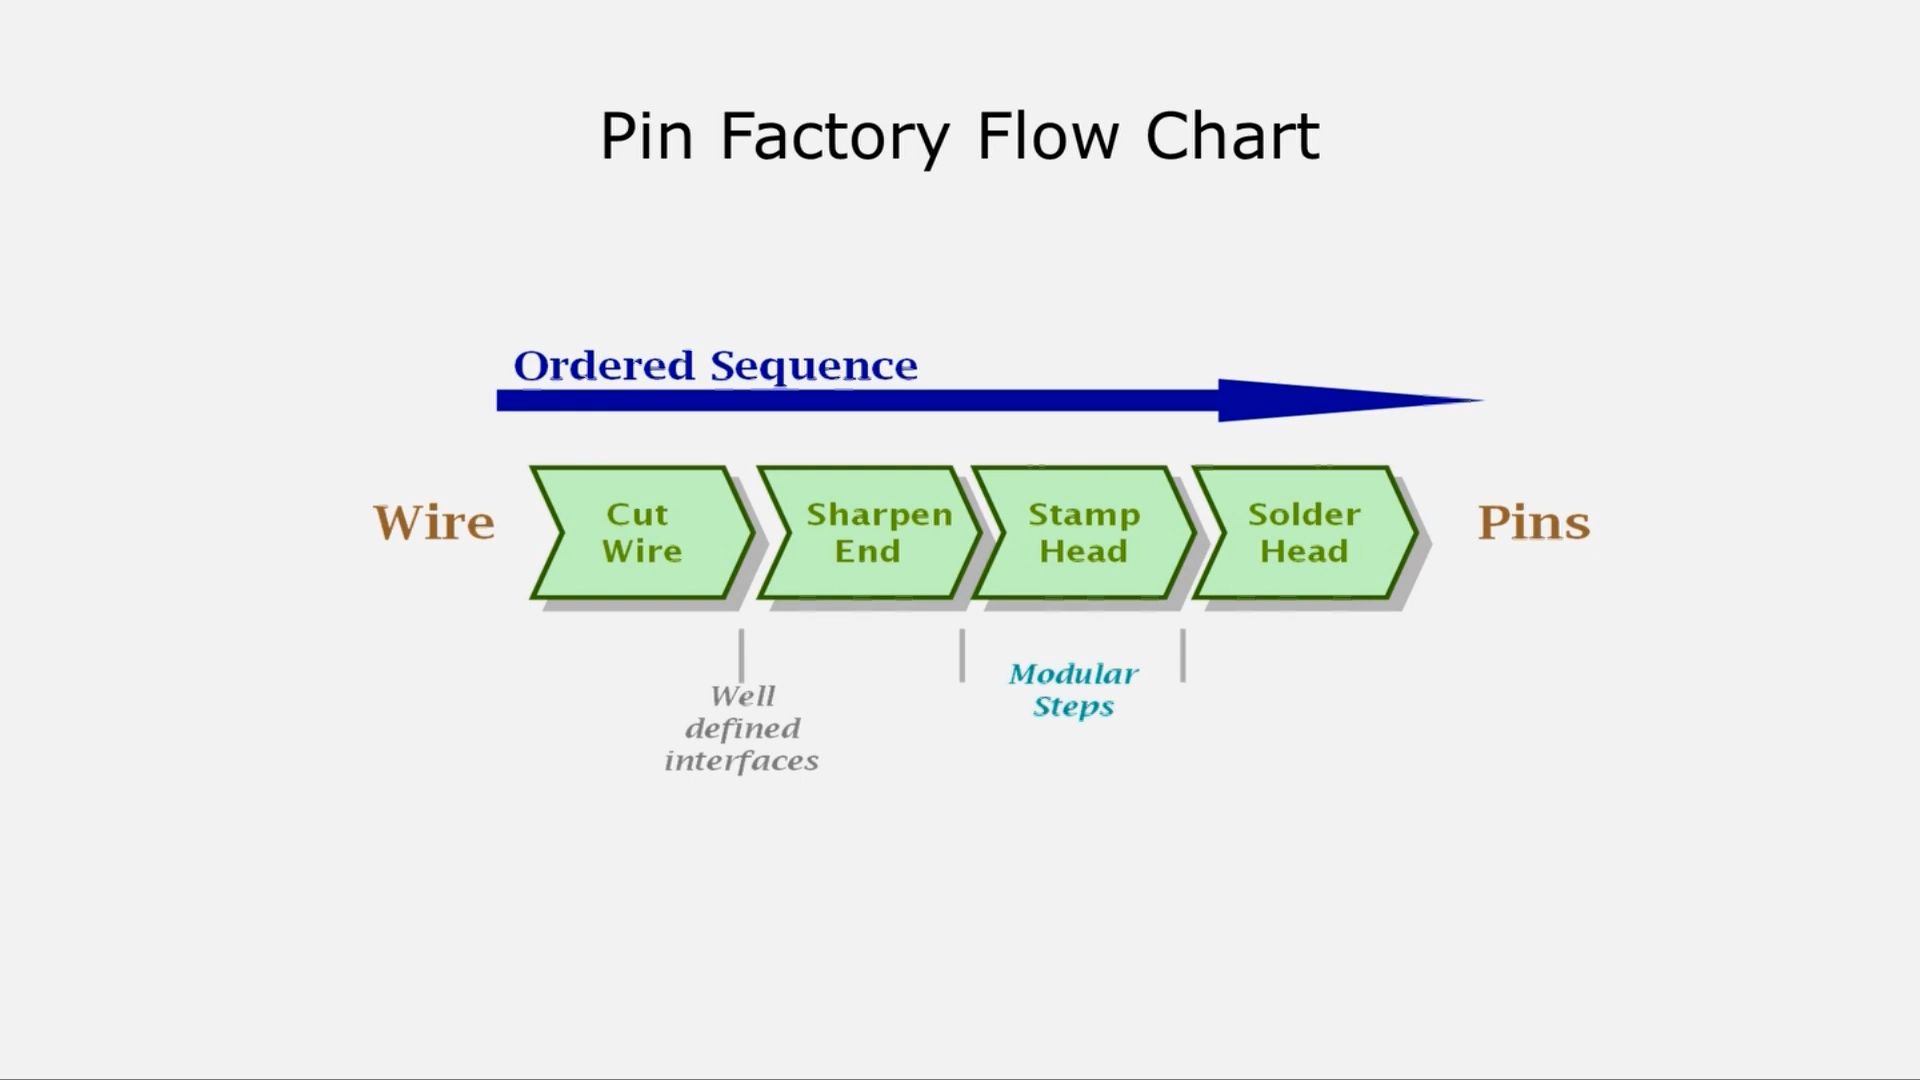 Pin Factory Flow Chart
Ordered Sequence
Wire
Cut
Wire
Sharpen
End
Stamp
Head
Solder
Head
Pins
Well
defined
interfaces
Modular
Steps